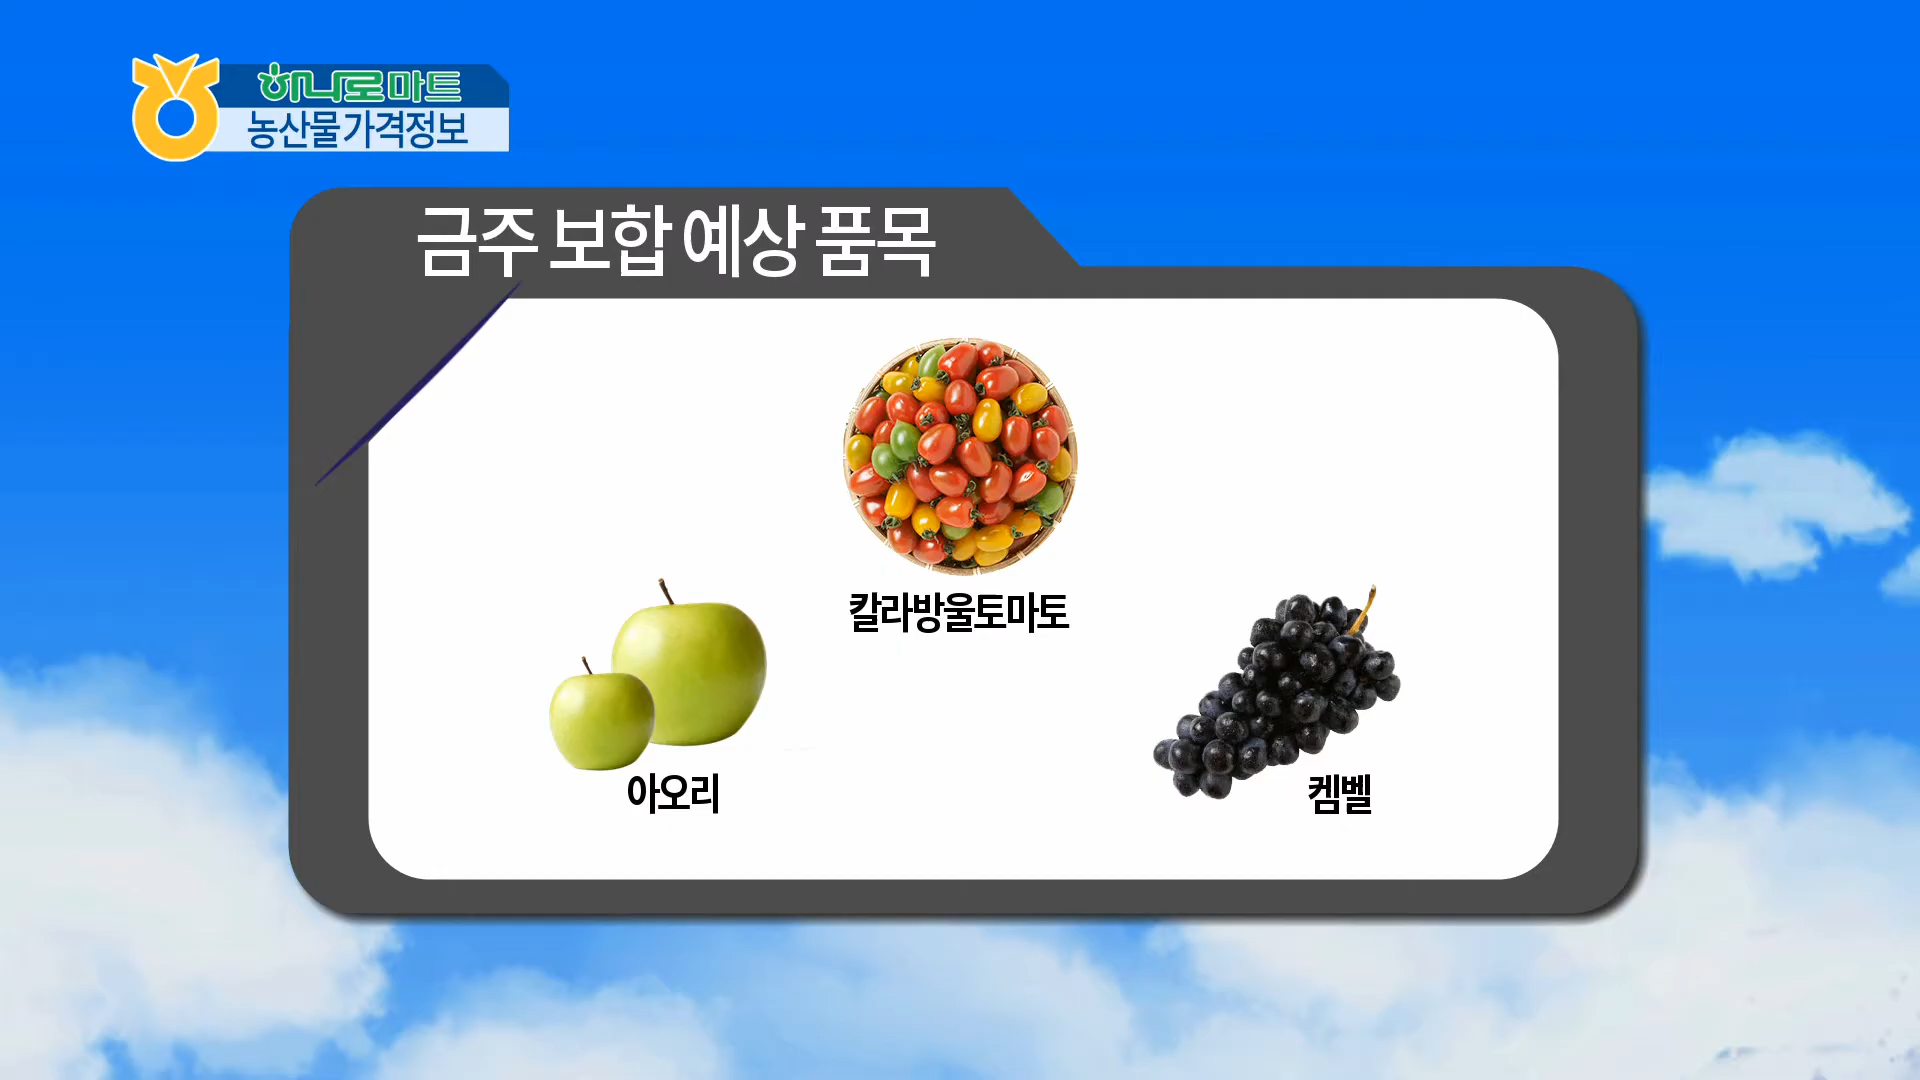 하나로마트
농산물가격정보
금주 보합 예상 품목
칼라방울토마토
아오리
켐벨